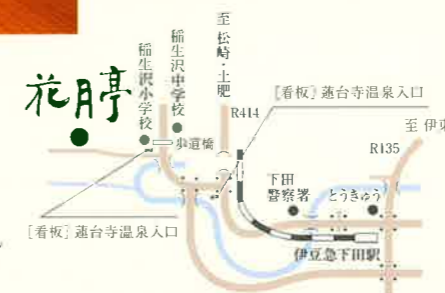 花月亭
稲生沢小学校
稲生沢中学校
至 松崎・土肥
R414
[看板] 蓮台寺温泉入口
至 伊東
R135
歩道橋
下田
警察署
とうきゅう
[看板] 蓮台寺温泉入口
伊豆急下田駅